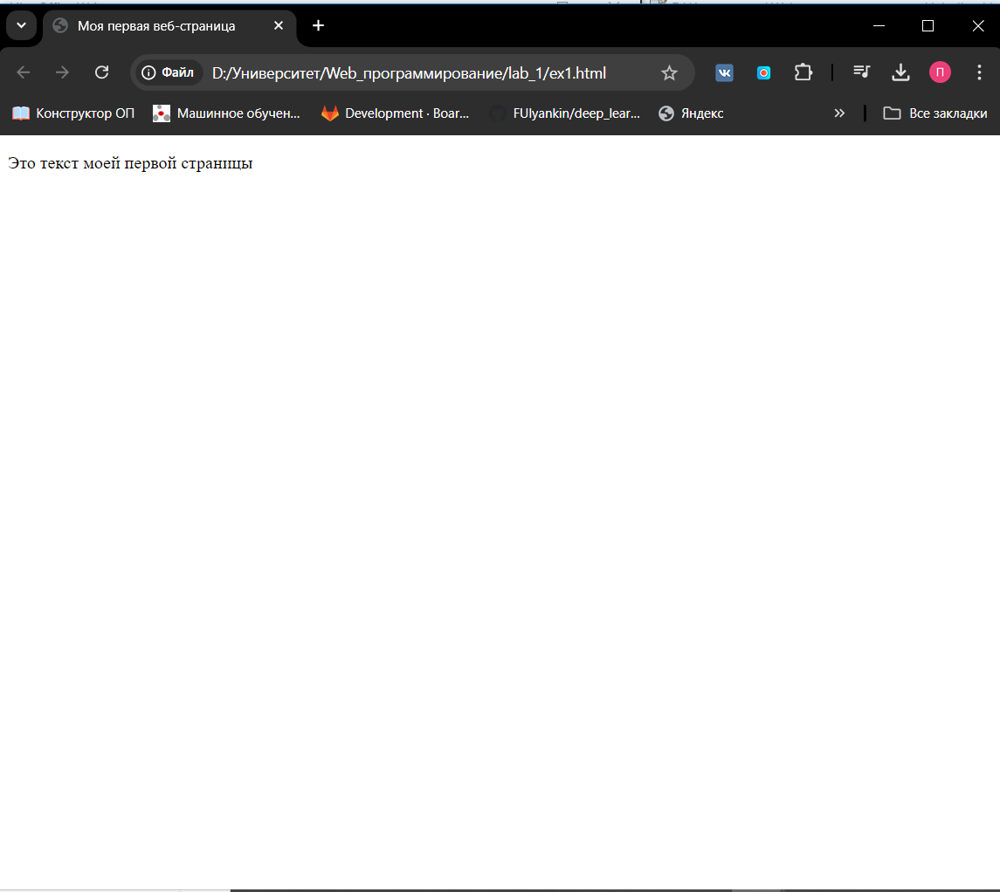 Моя первая веб-страница
Файл D:/Университет/Web_программирование/lab_1/ex1.html П
Конструктор ОП Машинное обучен... Development · Boar... FUlyankin/deep_lear... Яндекс » Все закладки
Это текст моей первой страницы